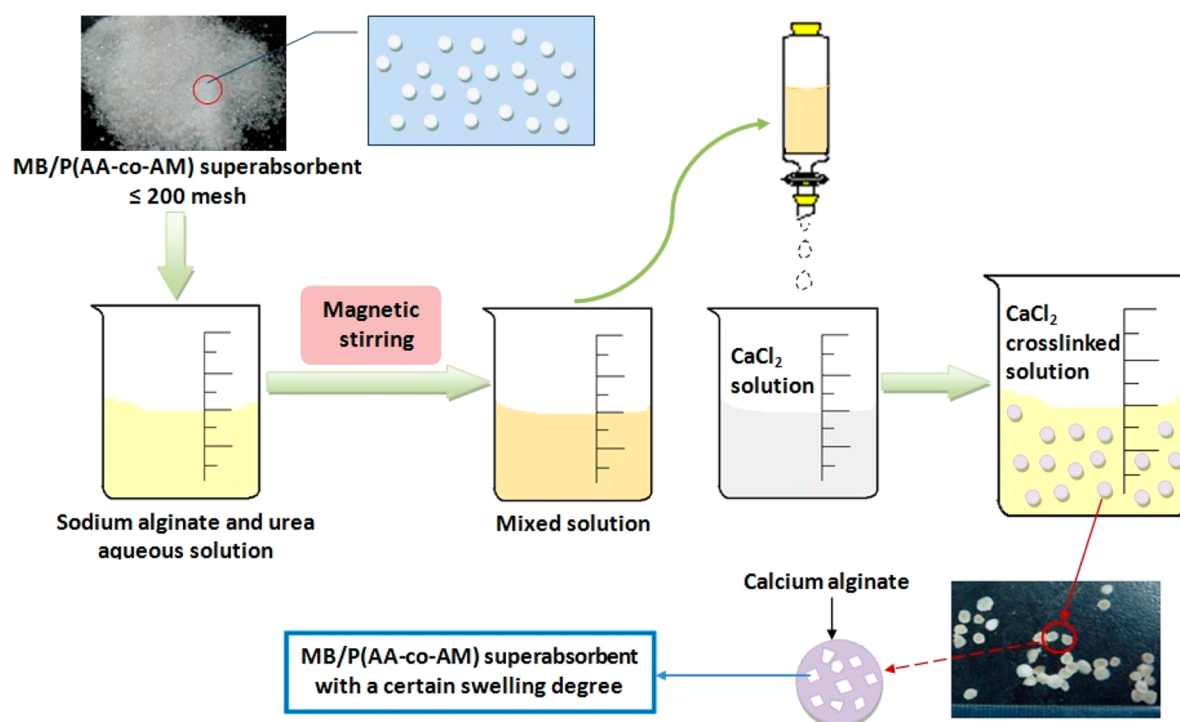 MB/P(AA-co-AM) superabsorbent
≤ 200 mesh
Magnetic
stirring
CaCl₂
solution
CaCl₂
crosslinked
solution
Sodium alginate and urea
aqueous solution
Mixed solution
Calcium alginate
MB/P(AA-co-AM) superabsorbent
with a certain swelling degree